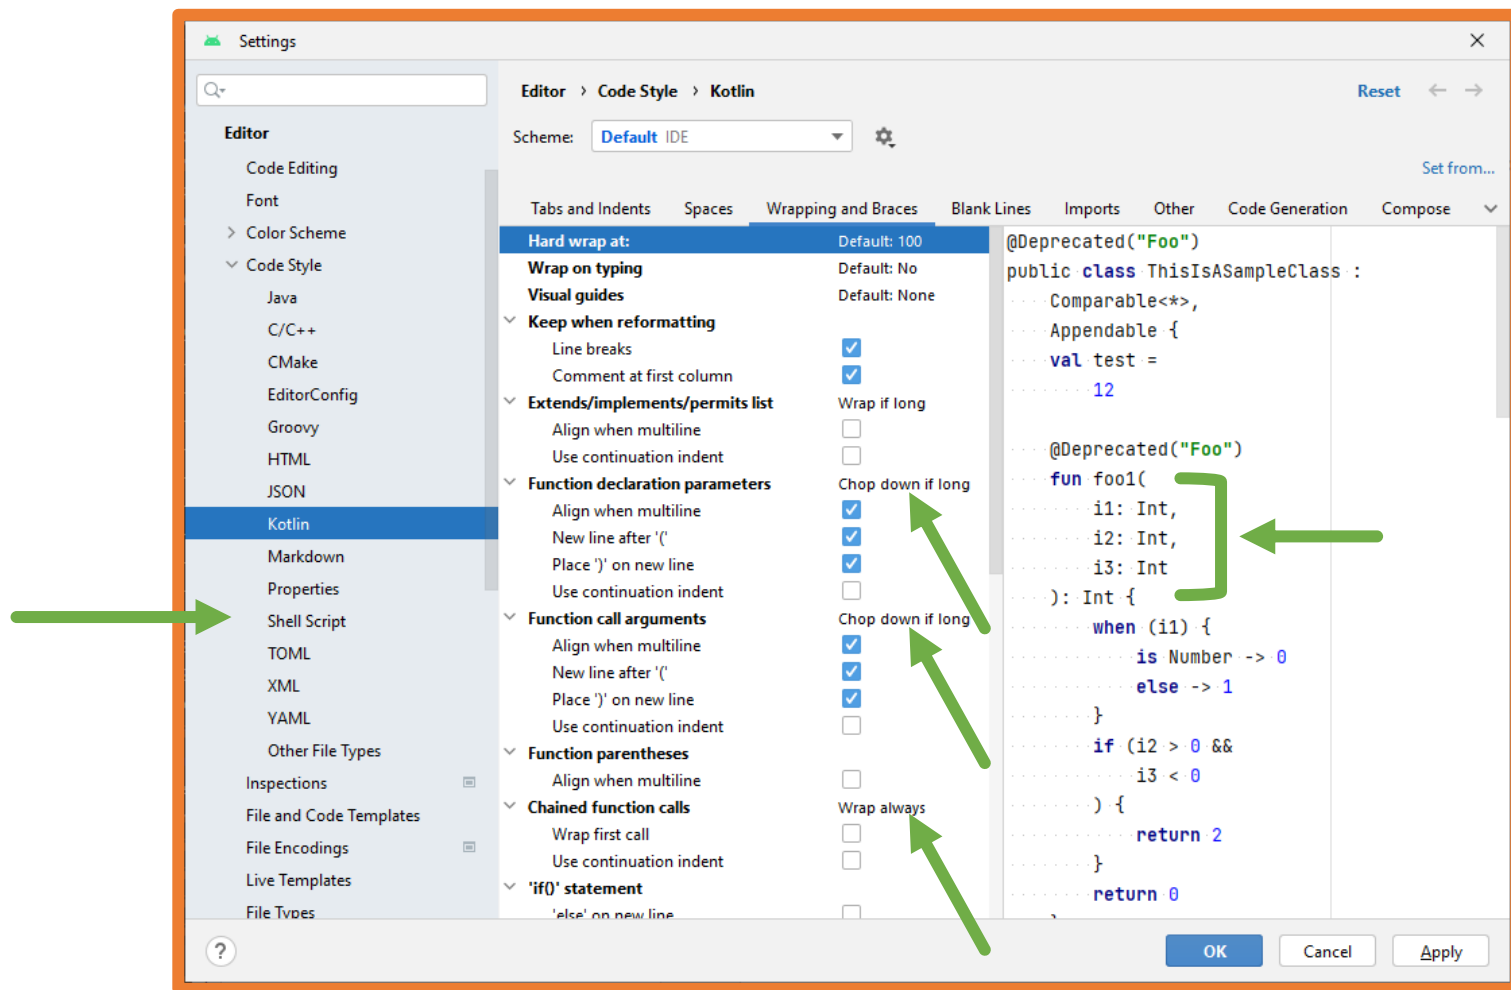 Settings
Editor
Code Editing
Font
Color Scheme
Code Style
Java
C/C++
CMake
EditorConfig
Groovy
HTML
JSON
Kotlin
Markdown
Properties
Shell Script
TOML
XML
YAML
Other File Types
Inspections
File and Code Templates
File Encodings
Live Templates
File Types
Editor › Code Style › Kotlin
Reset
Scheme: Default IDE
Set from...
Tabs and Indents Spaces Wrapping and Braces Blank Lines Imports Other Code Generation Compose
Hard wrap at: Default: 100
Wrap on typing Default: No
Visual guides Default: None
Keep when reformatting
Line breaks
Comment at first column
Extends/implements/permits list Wrap if long
Align when multiline
Use continuation indent
Function declaration parameters Chop down if long
Align when multiline
New line after '('
Place ')' on new line
Use continuation indent
Function call arguments Chop down if long
Align when multiline
New line after '('
Place ')' on new line
Use continuation indent
Function parentheses
Align when multiline
Chained function calls Wrap always
Wrap first call
Use continuation indent
'if()' statement
'else' on new line
@Deprecated("Foo")
public class ThisIsASampleClass :
Comparable<*>,
Appendable {
val test =
12
@Deprecated("Foo")
fun foo1(
i1: Int,
i2: Int,
i3: Int
): Int {
when (i1) {
is Number -> 0
else -> 1
}
if (i2 > 0 &&
i3 < 0
) {
return 2
}
return 0
}
?
OK Cancel Apply